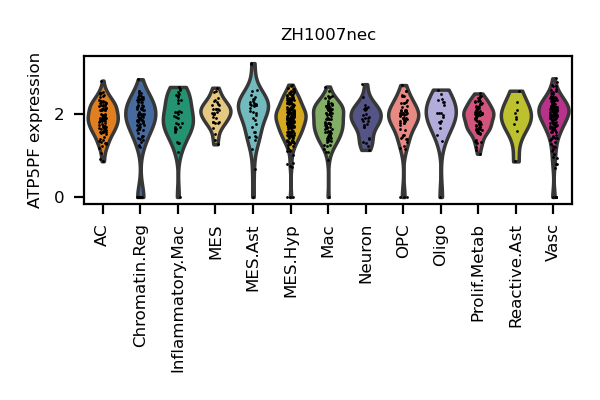 ZH1007nec
ATP5PF expression
2
0
AC
Chromatin.Reg
Inflammatory.Mac
MES
MES.Ast
MES.Hyp
Mac
Neuron
OPC
Oligo
Prolif.Metab
Reactive.Ast
Vasc